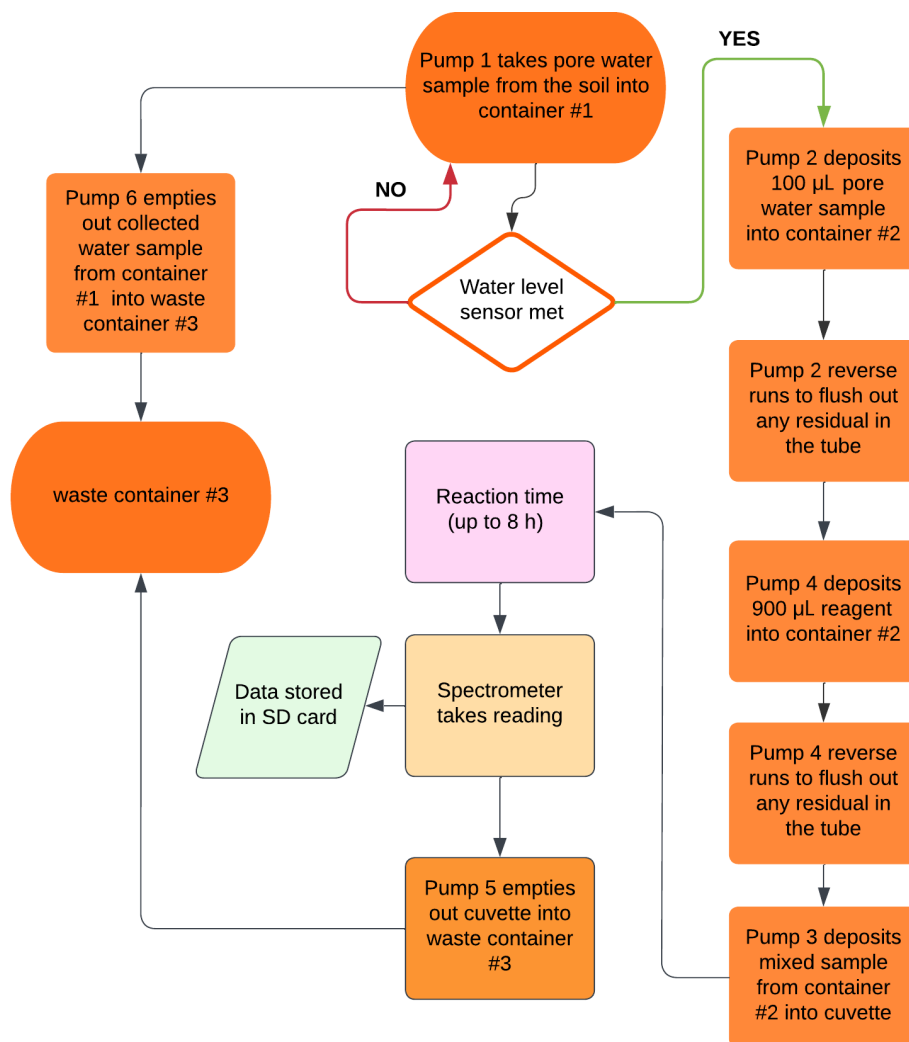 Pump 1 takes pore water
sample from the soil into
container #1
YES
NO
Water level
sensor met
Pump 6 empties
out collected
water sample
from container
#1  into waste
container #3
waste container #3
Pump 2 deposits
100 µL pore
water sample
into container #2
Pump 2 reverse
runs to flush out
any residual in
the tube
Pump 4 deposits
900 µL reagent
into container #2
Pump 4 reverse
runs to flush out
any residual in
the tube
Pump 3 deposits
mixed sample
from container
#2 into cuvette
Reaction time
(up to 8 h)
Spectrometer
takes reading
Data stored
in SD card
Pump 5 empties
out cuvette into
waste container
#3